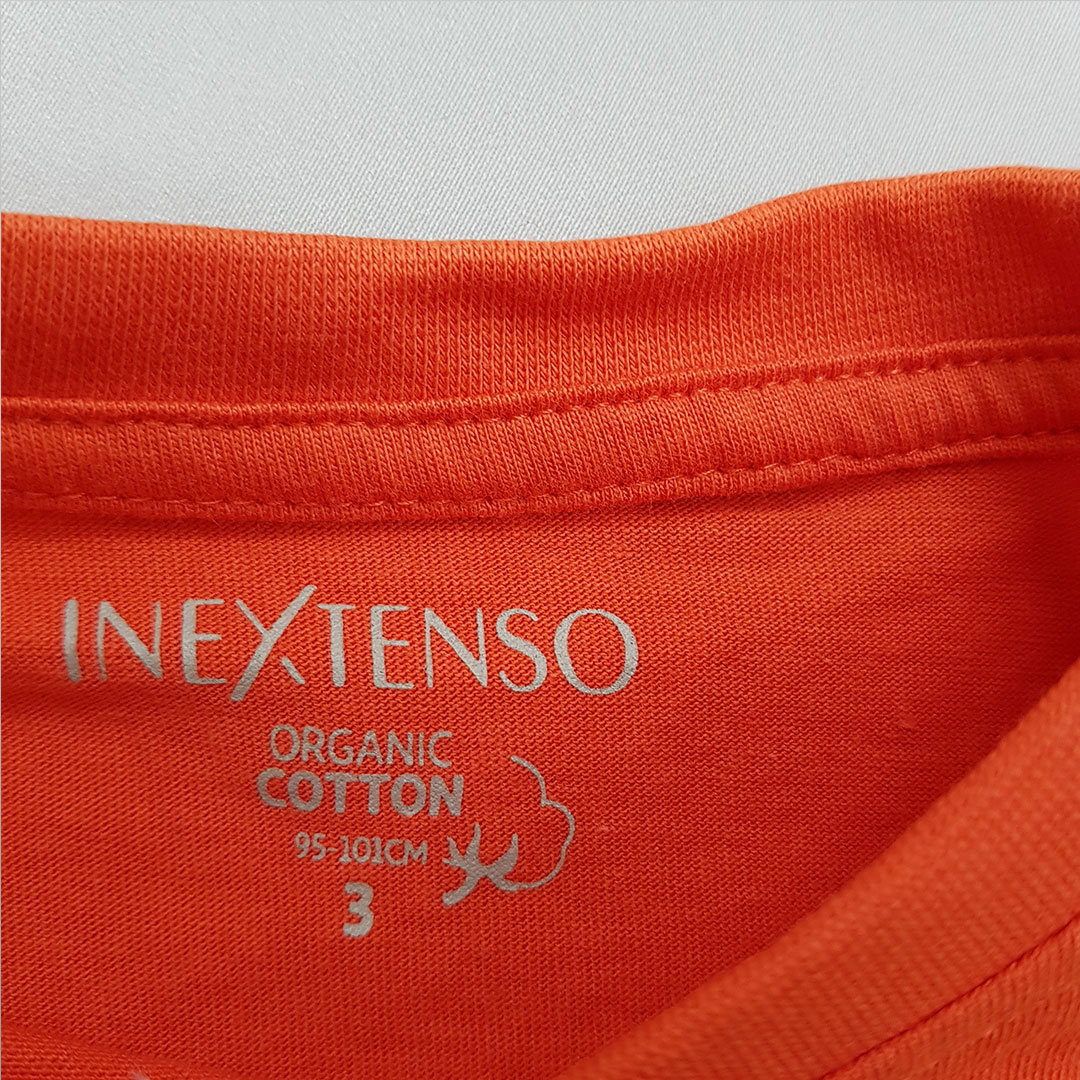 INEXTENSO
ORGANIC
COTTON
95-101CM
3